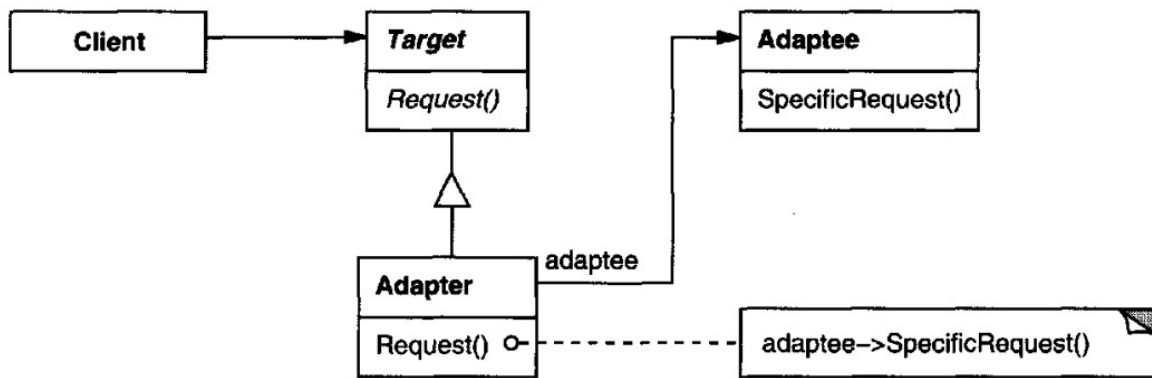 Client
Target
Request()
Adaptee
SpecificRequest()
adaptee
Adapter
Request()
adaptee->SpecificRequest()